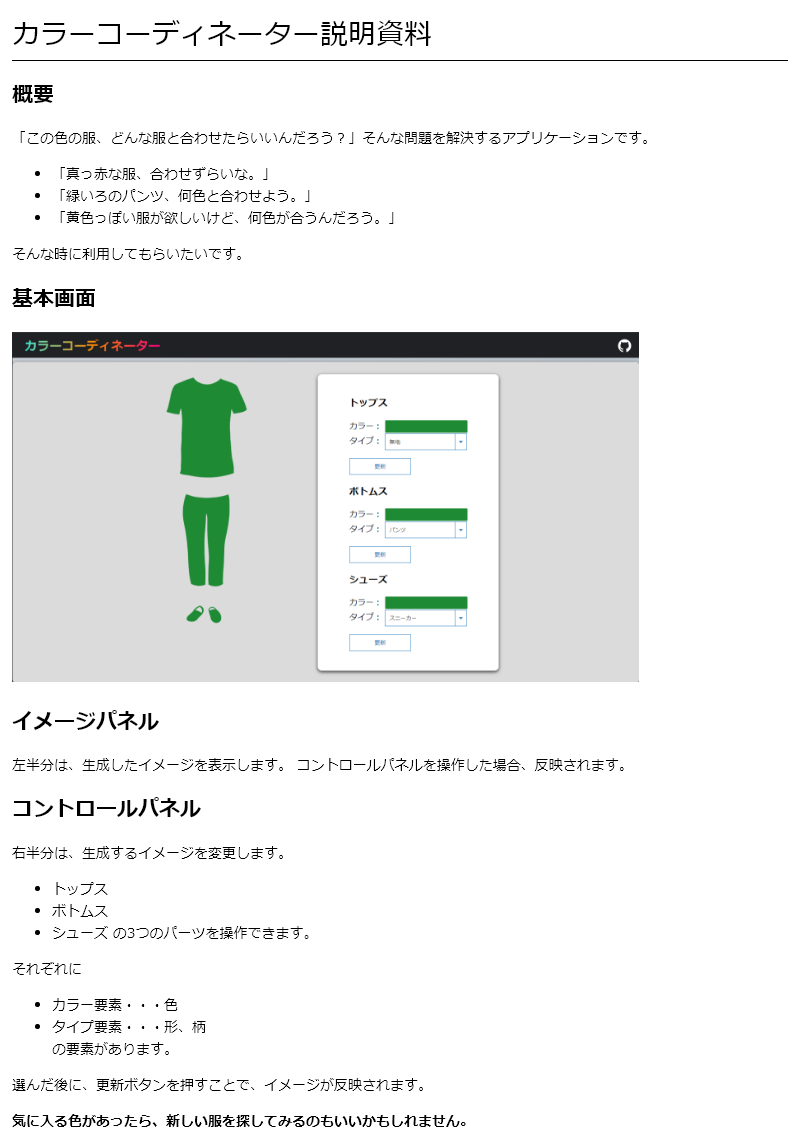 カラーコーディネーター説明資料
概要
「この色の服、どんな服と合わせたらいいんだろう？」そんな問題を解決するアプリケーションです。
「真っ赤な服、合わせずらいな。」
「緑いろのパンツ、何色と合わせよう。」
「黄色っぽい服が欲しいけど、何色が合うんだろう。」
そんな時に利用してもらいたいです。
基本画面
カラーコーディネーター
トップス
カラー：
タイプ： 無地
更新
ボトムス
カラー：
タイプ： パンツ
更新
シューズ
カラー：
タイプ： スニーカー
更新
イメージパネル
左半分は、生成したイメージを表示します。 コントロールパネルを操作した場合、反映されます。
コントロールパネル
右半分は、生成するイメージを変更します。
トップス
ボトムス
シューズ の3つのパーツを操作できます。
それぞれに
カラー要素・・・色
タイプ要素・・・形、柄
の要素があります。
選んだ後に、更新ボタンを押すことで、イメージが反映されます。
気に入る色があったら、新しい服を探してみるのもいいかもしれません。